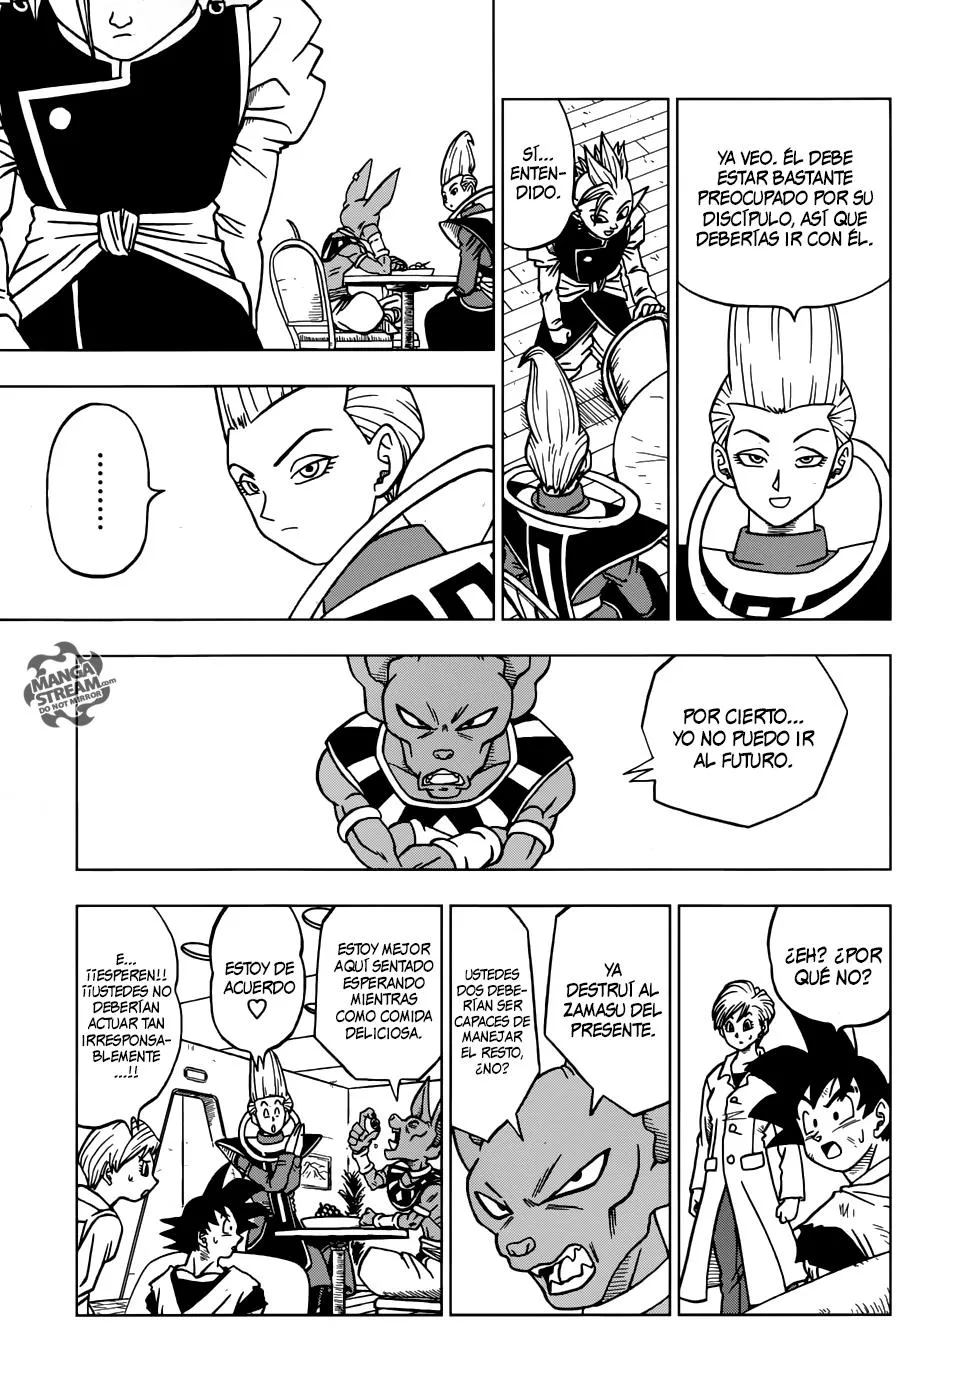 YA VEO. ÉL DEBE
ESTAR BASTANTE
PREOCUPADO POR SU
DISCÍPULO, ASÍ QUE
DEBERÍAS IR CON ÉL.
SÍ...
ENTEN-
DIDO.
.........
MANGA
STREAM.com
DO NOT MIRROR
POR CIERTO...
YO NO PUEDO IR
AL FUTURO.
¿EH? ¿POR
QUÉ NO?
YA
DESTRUÍ AL
ZAMASU DEL
PRESENTE.
USTEDES
DOS DEBE-
RÍAN SER
CAPACES DE
MANEJAR
EL RESTO,
¿NO?
ESTOY MEJOR
AQUÍ SENTADO
ESPERANDO
MIENTRAS
COMO COMIDA
DELICIOSA.
ESTOY DE
ACUERDO
♡
E...
¡¡ESPEREN!!
¡¡USTEDES NO
DEBERÍAN
ACTUAR TAN
IRRESPONSA-
BLEMENTE
...!!